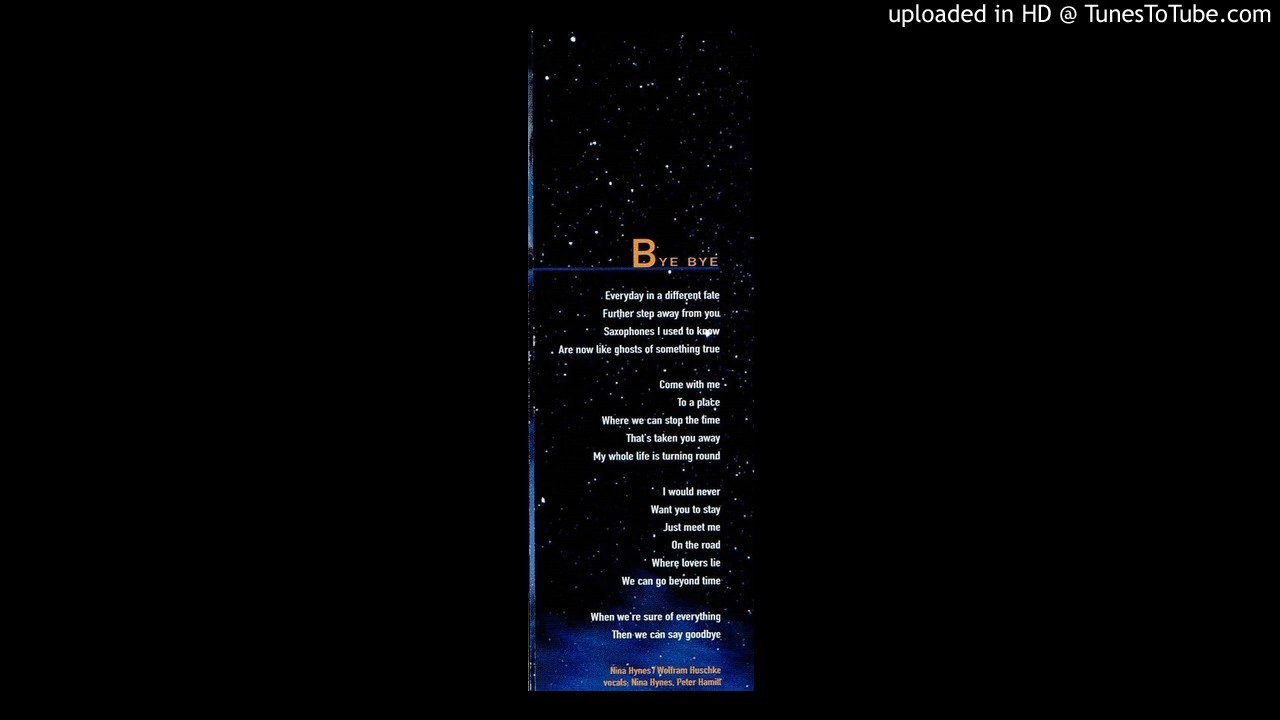 uploaded in HD @ TunesToTube.com
BYE BYE
Everyday in a different fate
Further step away from you
Saxophones I used to know
Are now like ghosts of something true
Come with me
To a place
Where we can stop the time
That's taken you away
My whole life is turning round
I would never
Want you to stay
Just meet me
On the road
Where lovers lie
We can go beyond time
When we're sure of everything
Then we can say goodbye
Nina Hynes / Wolfram Huschke
vocals: Nina Hynes, Peter Hamill